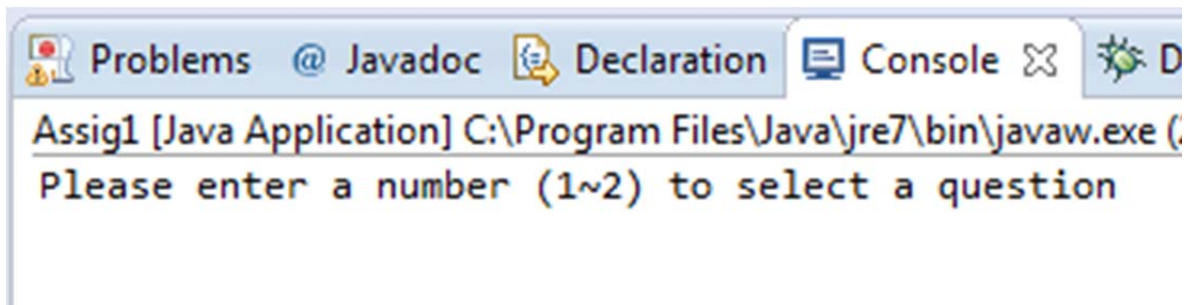 Problems @ Javadoc Declaration Console D
Assig1 [Java Application] C:\Program Files\Java\jre7\bin\javaw.exe (
Please enter a number (1~2) to select a question